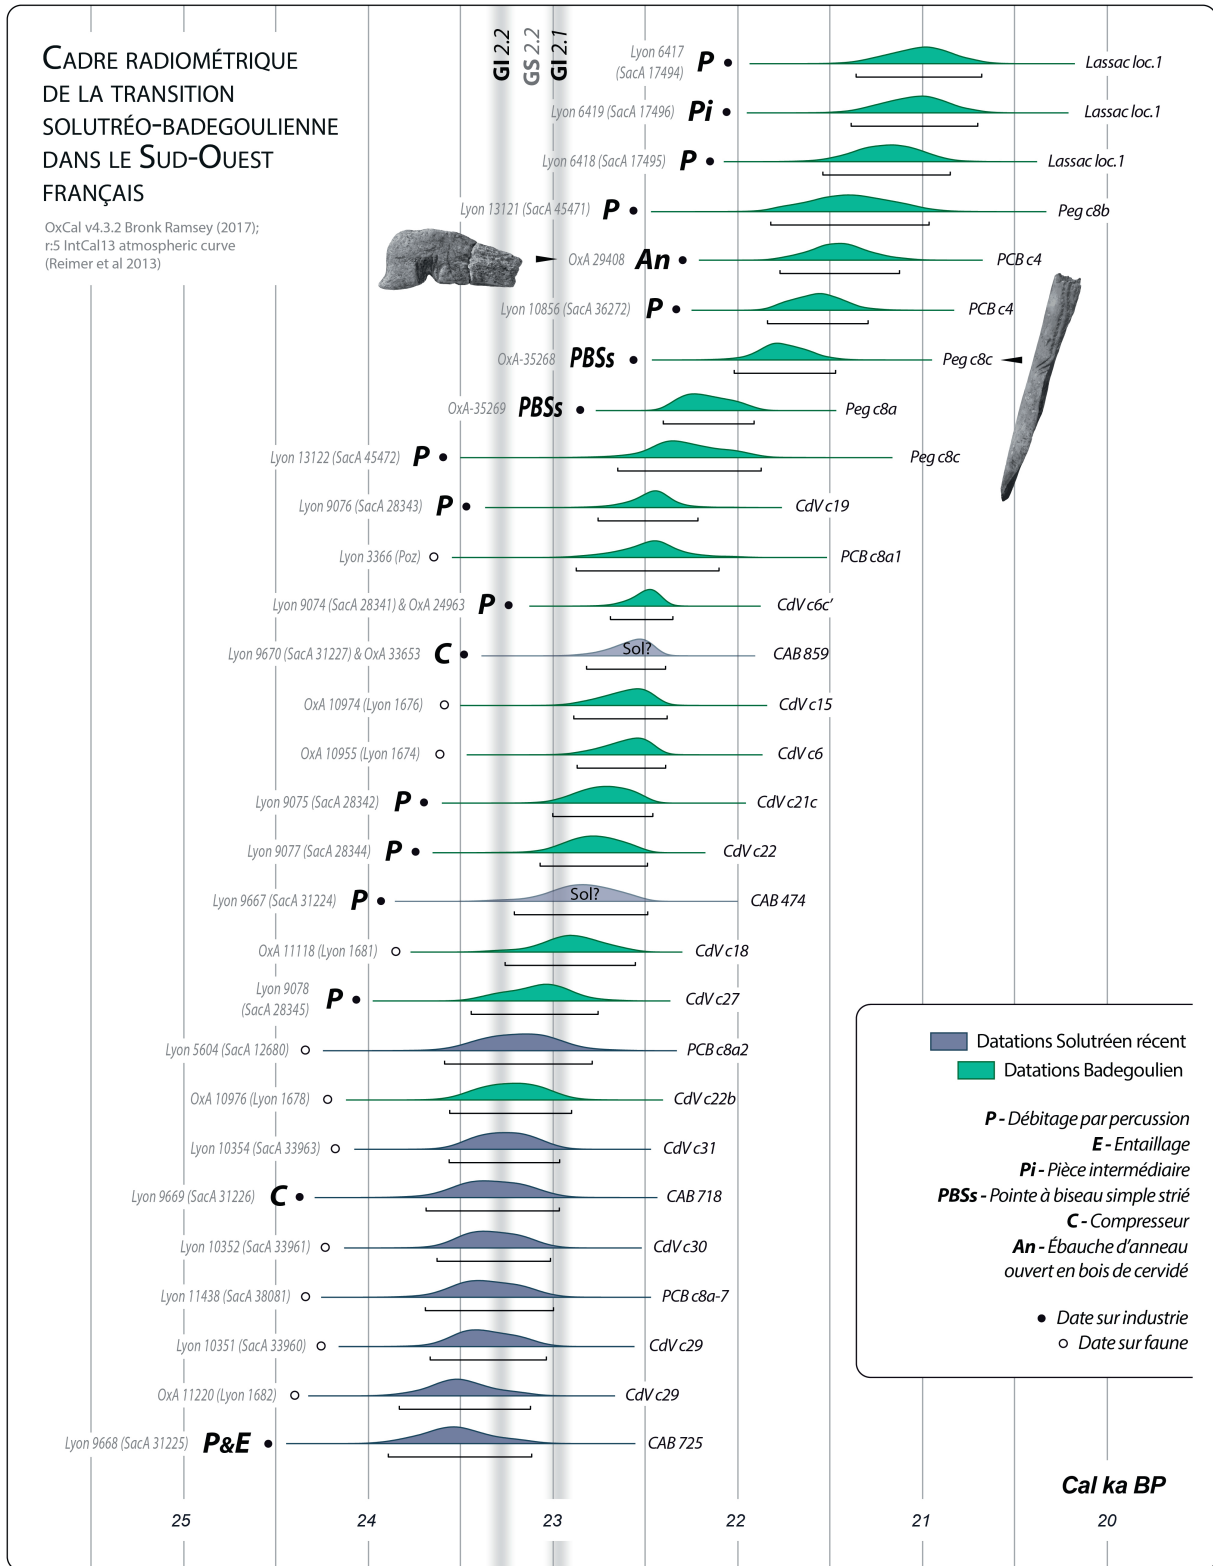 CADRE RADIOMÉTRIQUE
DE LA TRANSITION
SOLUTRÉO-BADEGOULIENNE
DANS LE SUD-OUEST
FRANÇAIS
OxCal v4.3.2 Bronk Ramsey (2017);
r:5 IntCal13 atmospheric curve
(Reimer et al 2013)
GI 2.2
GS 2.2
GI 2.1
Lyon 6417
(SacA 17494) P Lassac loc.1
Lyon 6419 (SacA 17496) Pi Lassac loc.1
Lyon 6418 (SacA 17495) P Lassac loc.1
Lyon 13121 (SacA 45471) P Peg c8b
OxA 29408 An PCB c4
Lyon 10856 (SacA 36272) P PCB c4
OxA-35268 PBSs Peg c8c
OxA-35269 PBSs Peg c8a
Lyon 13122 (SacA 45472) P Peg c8c
Lyon 9076 (SacA 28343) P CdV c19
Lyon 3366 (Poz) PCB c8a1
Lyon 9074 (SacA 28341) & OxA 24963 P CdV c6c'
Lyon 9670 (SacA 31227) & OxA 33653 C Sol? CAB 859
OxA 10974 (Lyon 1676) CdV c15
OxA 10955 (Lyon 1674) CdV c6
Lyon 9075 (SacA 28342) P CdV c21c
Lyon 9077 (SacA 28344) P CdV c22
Lyon 9667 (SacA 31224) P Sol? CAB 474
OxA 11118 (Lyon 1681) CdV c18
Lyon 9078
(SacA 28345) P CdV c27
Lyon 5604 (SacA 12680) PCB c8a2
OxA 10976 (Lyon 1678) CdV c22b
Lyon 10354 (SacA 33963) CdV c31
Lyon 9669 (SacA 31226) C CAB 718
Lyon 10352 (SacA 33961) CdV c30
Lyon 11438 (SacA 38081) PCB c8a-7
Lyon 10351 (SacA 33960) CdV c29
OxA 11220 (Lyon 1682) CdV c29
Lyon 9668 (SacA 31225) P&E CAB 725
Datations Solutréen récent
Datations Badegoulien
P - Débitage par percussion
E - Entaillage
Pi - Pièce intermédiaire
PBSs - Pointe à biseau simple strié
C - Compresseur
An - Ébauche d'anneau
ouvert en bois de cervidé
Date sur industrie
Date sur faune
Cal ka BP
25 24 23 22 21 20